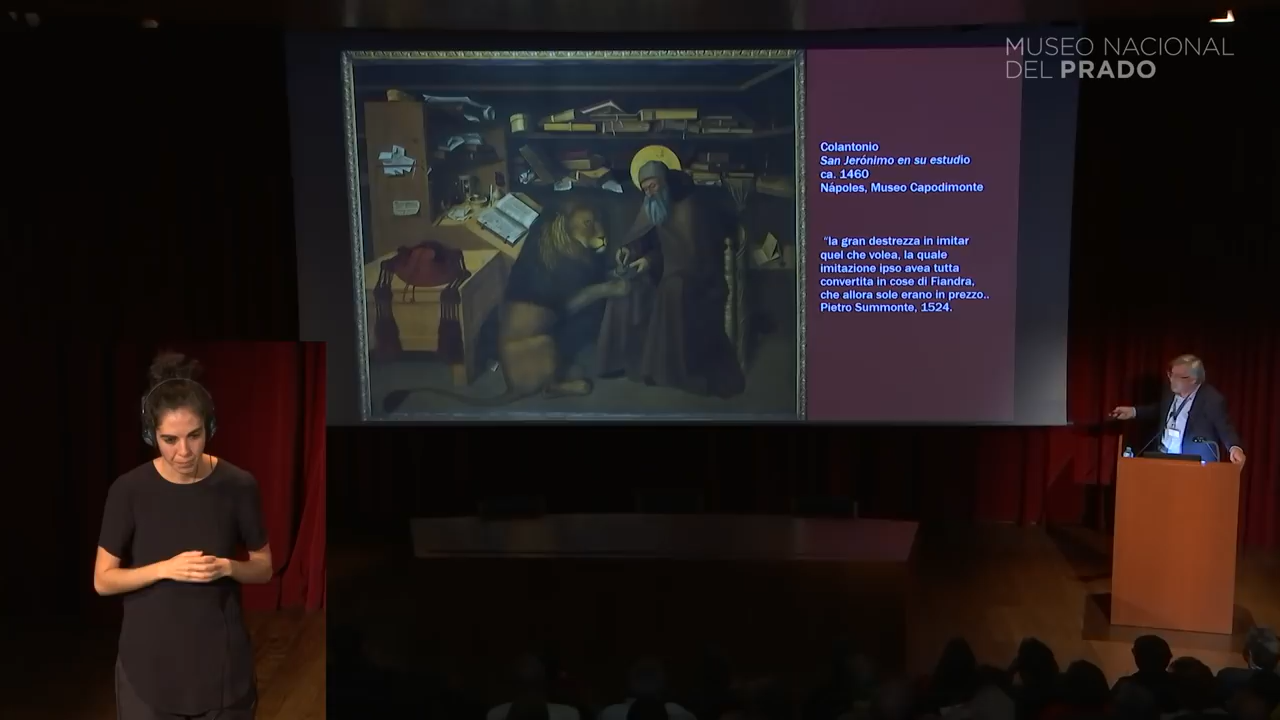 MUSEO NACIONAL
DEL PRADO
Colantonio
San Jerónimo en su estudio
ca. 1460
Nápoles, Museo Capodimonte
"la gran destrezza in imitar
quel che volea, la quale
imitazione ipso avea tutta
convertita in cose di Fiandra,
che allora sole erano in prezzo..
Pietro Summonte, 1524.